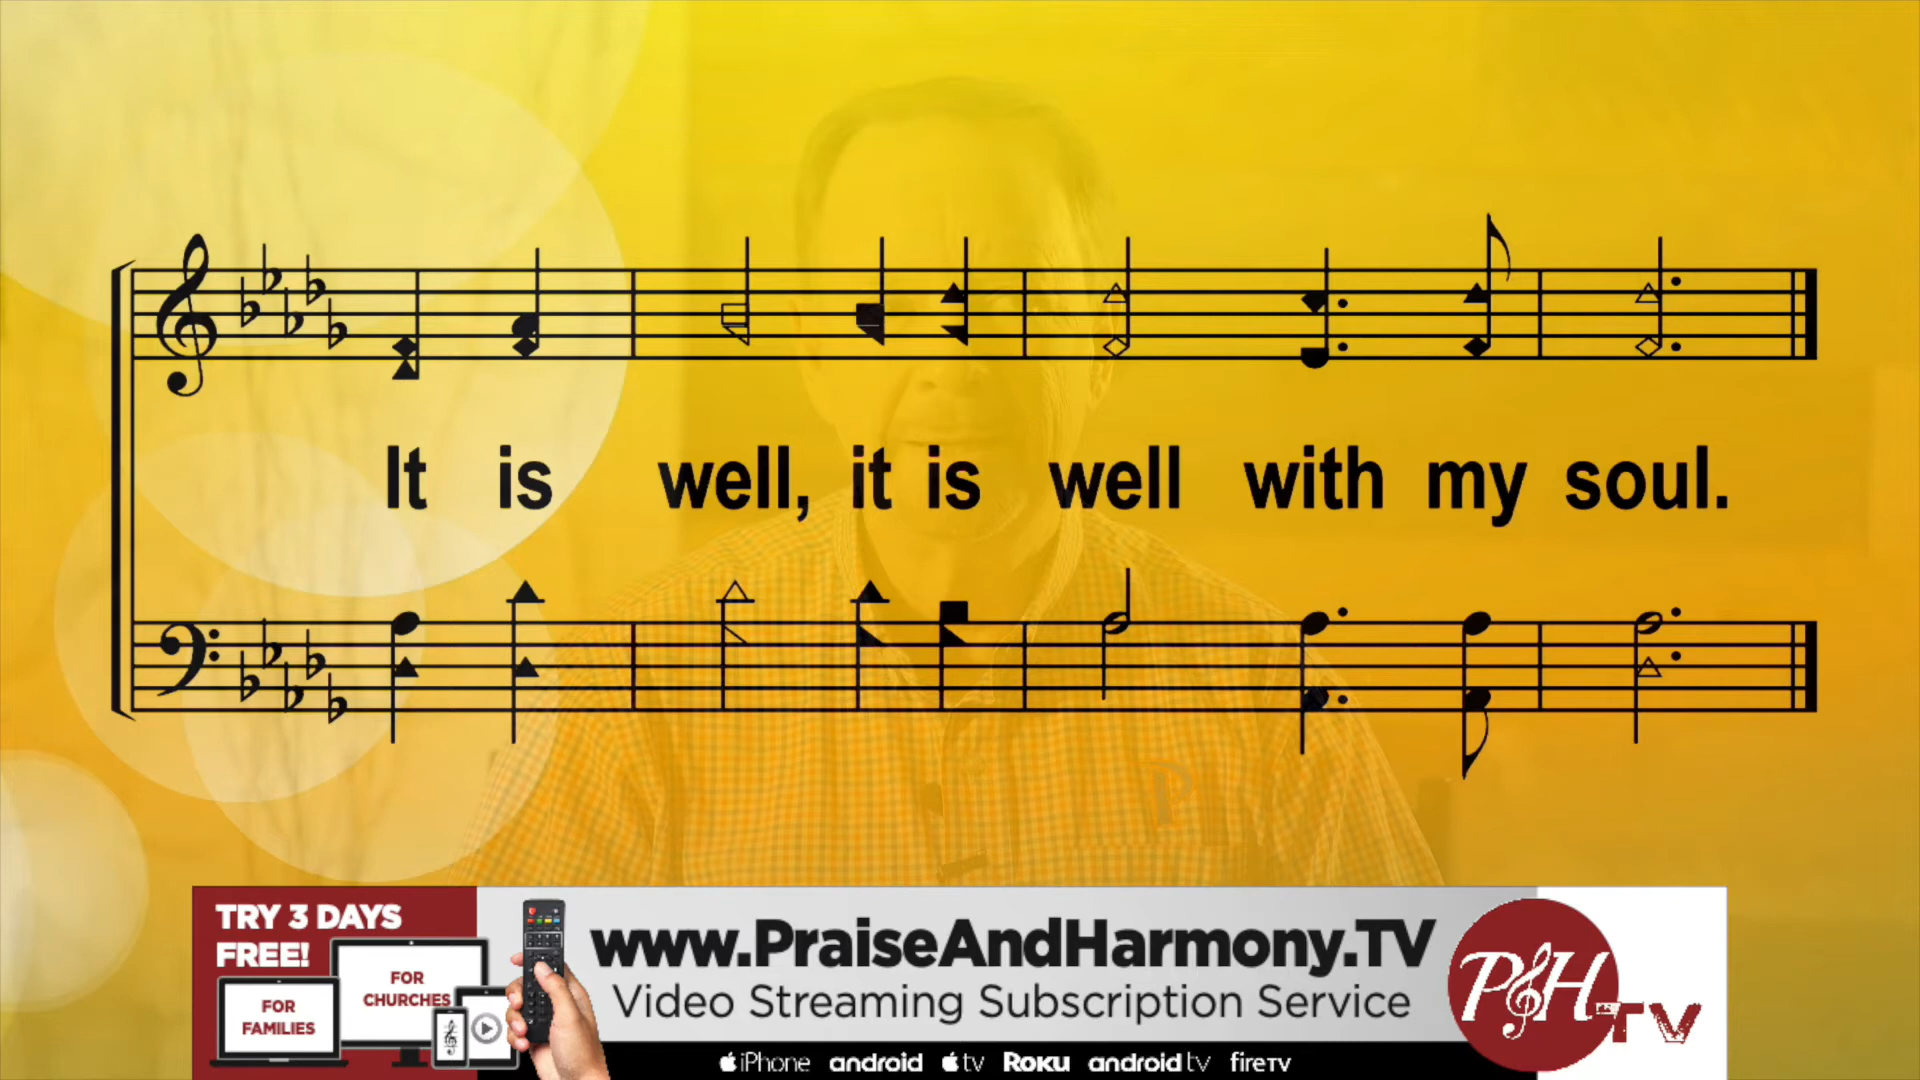 It is well, it is well with my soul.
TRY 3 DAYS
FREE!
FOR
CHURCHES
FOR
FAMILIES
www.PraiseAndHarmony.TV
Video Streaming Subscription Service
P&H TV
iPhone android tv ROKU androidtv fireTV